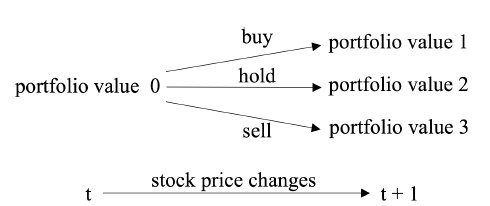 buy
portfolio value 1
portfolio value 0
hold
portfolio value 2
sell
portfolio value 3
t
stock price changes
t + 1